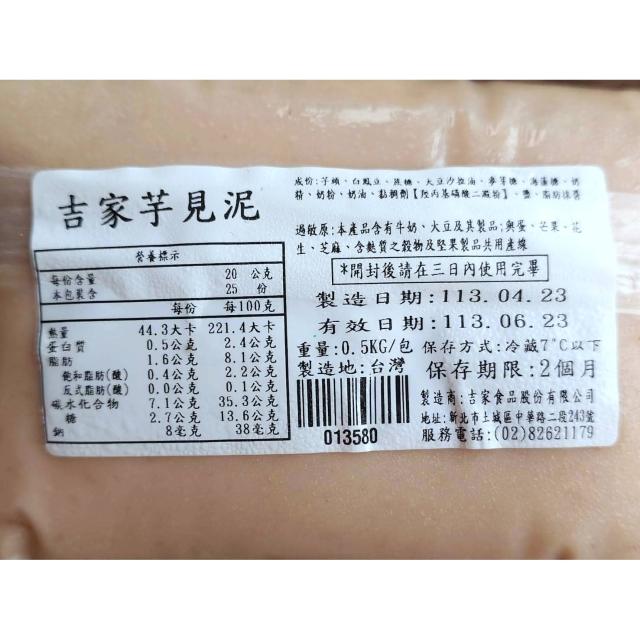 吉家芋見泥
成份:芋頭、白鳳豆、蔗糖、大豆沙拉油、麥芽糖、海藻糖、奶
精、奶粉、奶油、黏稠劑【羥丙基磷酸二澱粉】、鹽、脂肪抹醬
過敏原:本產品含有牛奶、大豆及其製品;與蛋、芒果、花
生、芝麻、含麩質之穀物及堅果製品共用產線
*開封後請在三日內使用完畢
製造日期:113.04.23
有效日期:113.06.23
重量:0.5KG/包 保存方式:冷藏7°C以下
製造地:台灣 保存期限:2個月
製造商:吉家食品股份有限公司
地址:新北市土城區中華路二段243號
服務電話:(02)82621179
013580
營養標示
每份含量 20 公克
本包裝含 25 份
每份 每100克
熱量 44.3大卡 221.4大卡
蛋白質 0.5公克 2.4公克
脂肪 1.6公克 8.1公克
飽和脂肪(酸) 0.4公克 2.2公克
反式脂肪(酸) 0.0公克 0.1公克
碳水化合物 7.1公克 35.3公克
糖 2.7公克 13.6公克
鈉 8毫克 38毫克